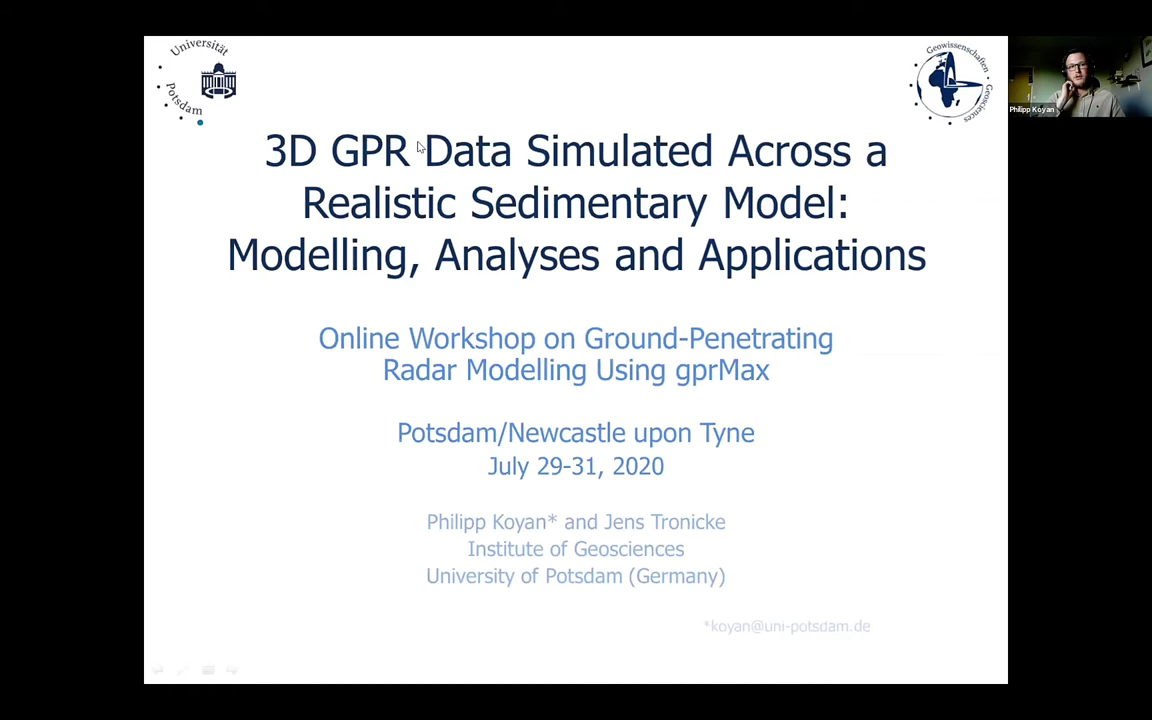 Universität
Potsdam
Geowissenschaften
Geosciences
Philipp Koyan
3D GPR Data Simulated Across a
Realistic Sedimentary Model:
Modelling, Analyses and Applications
Online Workshop on Ground-Penetrating
Radar Modelling Using gprMax
Potsdam/Newcastle upon Tyne
July 29-31, 2020
Philipp Koyan* and Jens Tronicke
Institute of Geosciences
University of Potsdam (Germany)
*koyan@uni-potsdam.de